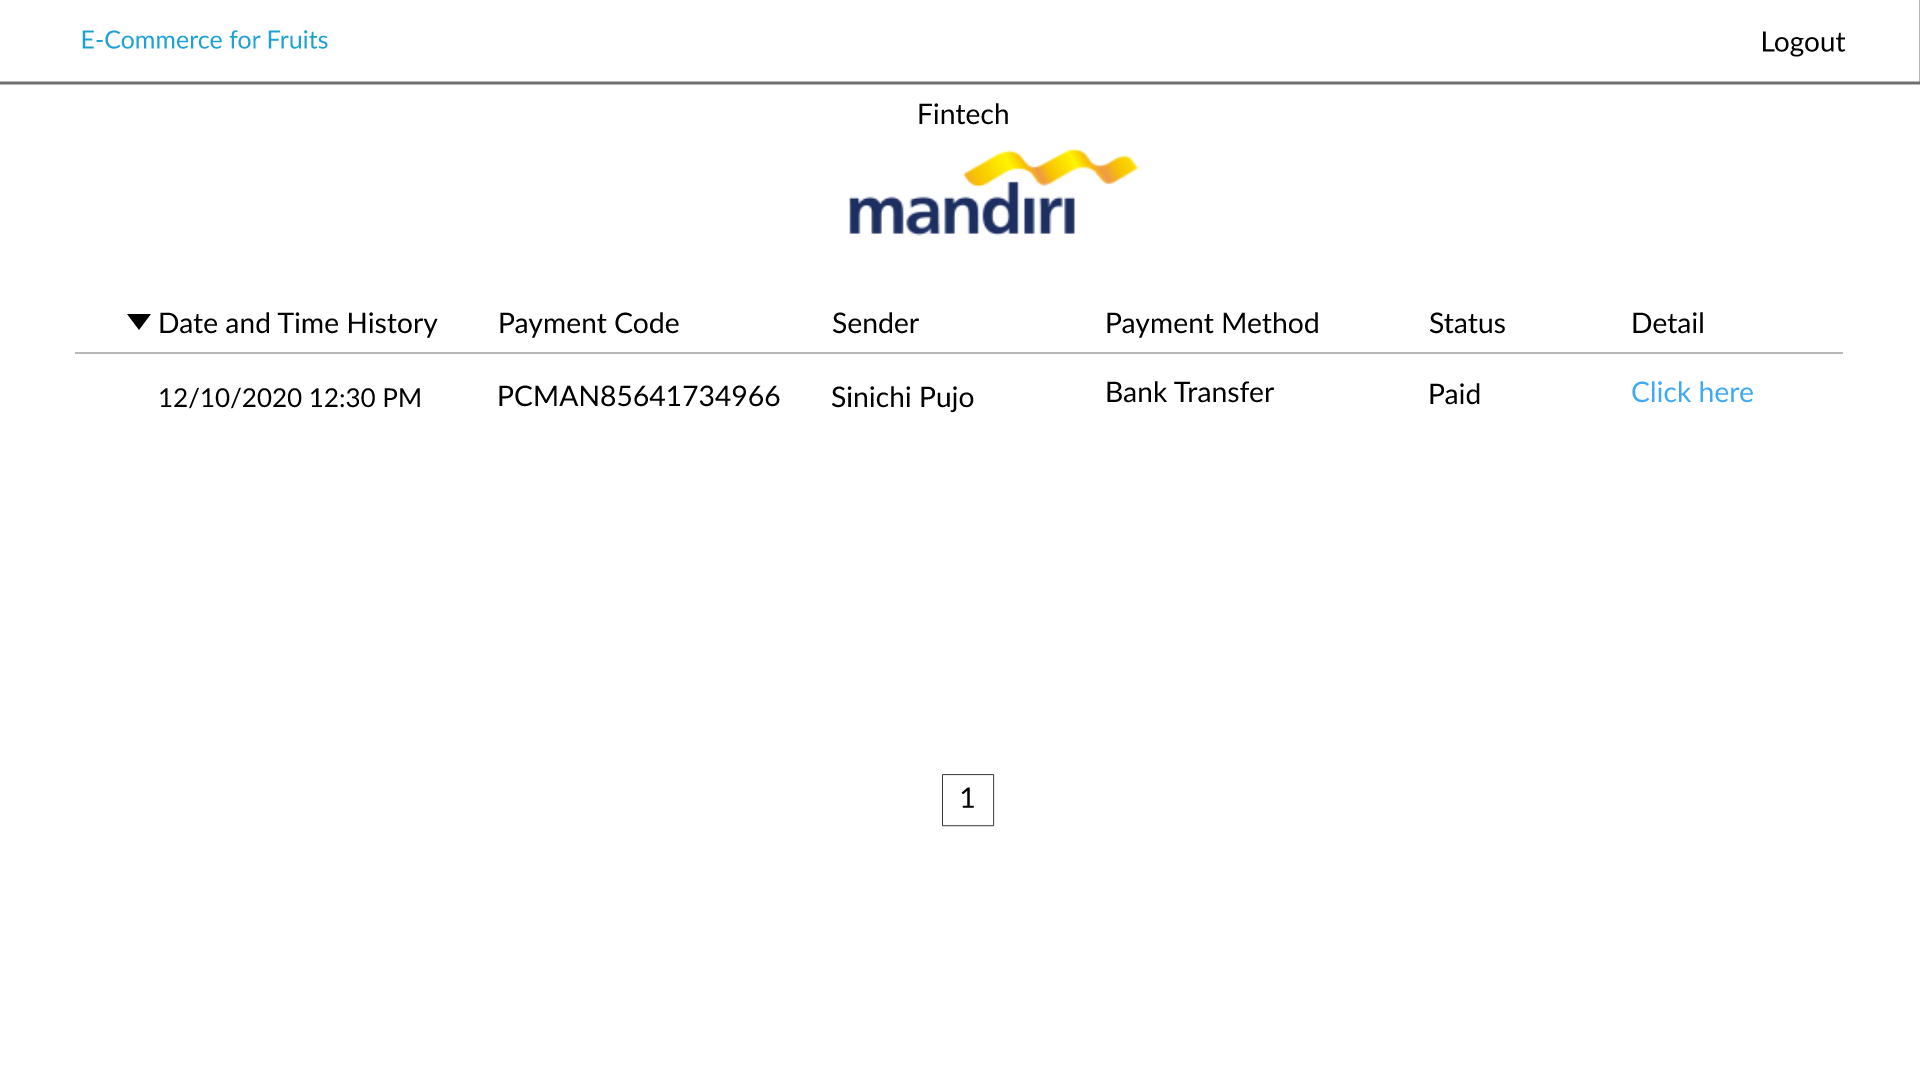 E-Commerce for Fruits Logout
Fintech
mandiri
Date and Time History Payment Code Sender Payment Method Status Detail
12/10/2020 12:30 PM PCMAN85641734966 Sinichi Pujo Bank Transfer Paid Click here
1